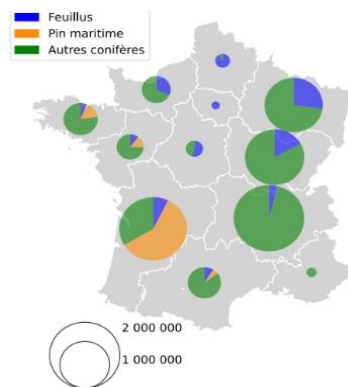 Feuillus
Pin maritime
Autres conifères
2 000 000
1 000 000